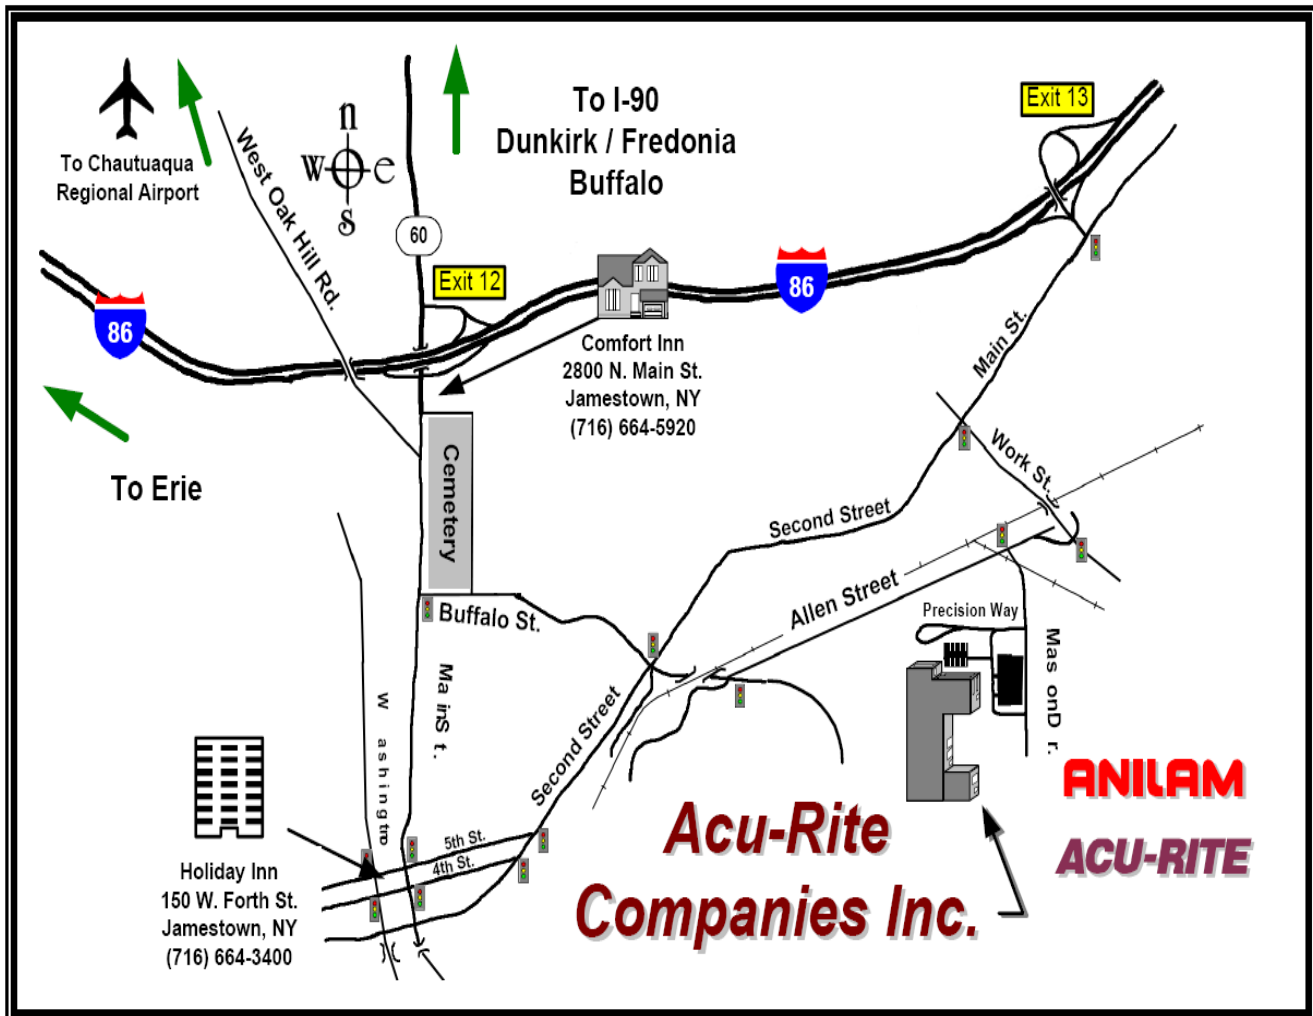 To Chautuaqua
Regional Airport
West Oak Hill Rd.
n
w e
s
60
To I-90
Dunkirk / Fredonia
Buffalo
Exit 13
Exit 12
86
86
Comfort Inn
2800 N. Main St.
Jamestown, NY
(716) 664-5920
To Erie
Cemetery
Main St.
Work St.
Second Street
Allen Street
Buffalo St.
Precision Way
Mas onD r.
Ma inS t.
W ashington
Second Street
5th St.
4th St.
Holiday Inn
150 W. Forth St.
Jamestown, NY
(716) 664-3400
Acu-Rite
Companies Inc.
ANILAM
ACU-RITE